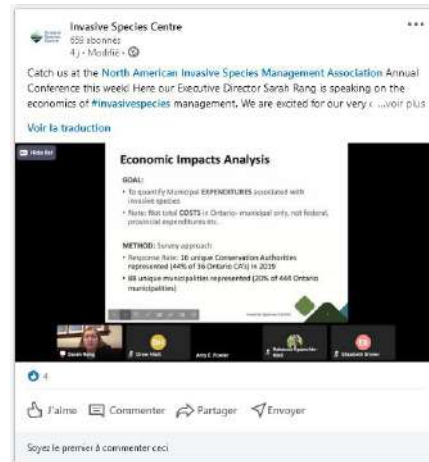 Invasive Species Centre
659 abonnés
4 j • Modifié •
Catch us at the North American Invasive Species Management Association Annual
Conference this week! Here our Executive Director Sarah Rang is speaking on the
economics of #invasivespecies management. We are excited for our very c ...voir plus
Voir la traduction
Economic Impacts Analysis
GOAL:
• To quantify Municipal EXPENDITURES associated with
invasive species
• Note: Not total COSTS in Ontario- municipal only, not federal,
provincial expenditures etc.
METHOD: Survey approach
• Response Rate: 16 unique Conservation Authorities
represented (44% of 36 Ontario CA's) in 2019
• 88 unique municipalities represented (20% of 444 Ontario
municipalities)
Sarah Rang
4
J'aime Commenter Partager Envoyer
Soyez le premier à commenter ceci